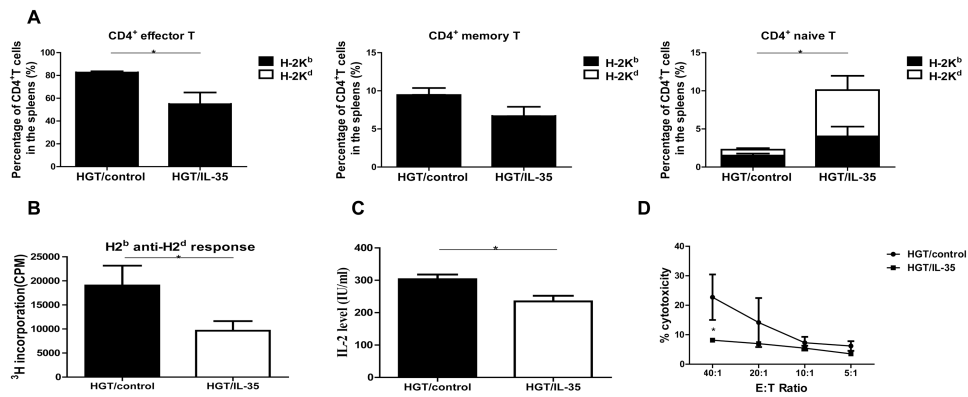 A
CD4⁺ effector T
Percentage of CD4⁺T cells
in the spleens (%)
100
80
60
40
20
0
*
HGT/control
HGT/IL-35
H-2Kᵇ
H-2Kᵈ
CD4⁺ memory T
Percentage of CD4⁺T cells
in the spleens (%)
15
10
5
0
HGT/control
HGT/IL-35
H-2Kᵇ
H-2Kᵈ
CD4⁺ naive T
Percentage of CD4⁺T cells
in the spleens (%)
15
10
5
0
*
HGT/control
HGT/IL-35
H-2Kᵇ
H-2Kᵈ
B
H2ᵇ anti-H2ᵈ response
³H incorporation(CPM)
25000
20000
15000
10000
5000
0
*
HGT/control
HGT/IL-35
C
IL-2 level (IU/ml)
400
300
200
100
0
*
HGT/control
HGT/IL-35
D
% cytotoxicity
40
30
20
10
0
*
40:1
20:1
10:1
5:1
E:T Ratio
HGT/control
HGT/IL-35